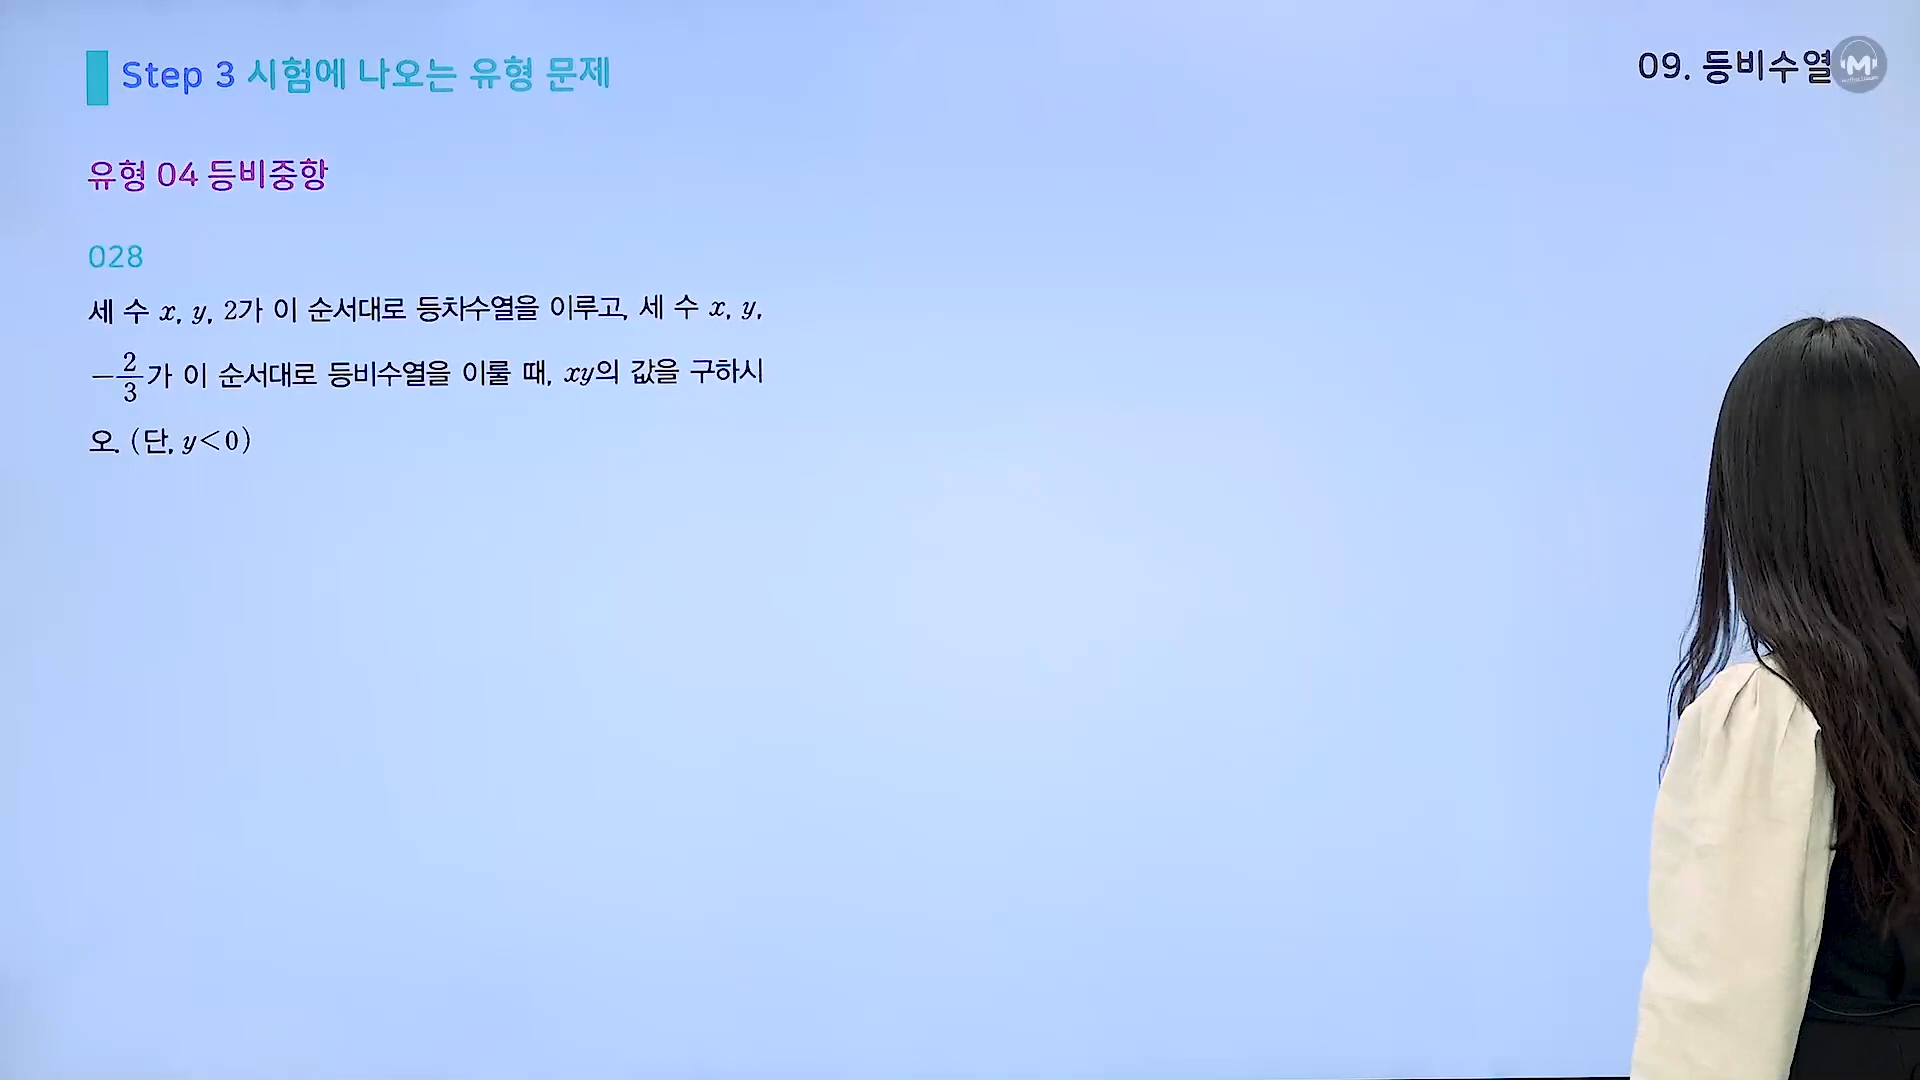 Step 3 시험에 나오는 유형 문제
09. 등비수열
M
유형 04 등비중항
028
세 수 x, y, 2가 이 순서대로 등차수열을 이루고, 세 수 x, y,
−2/3가 이 순서대로 등비수열을 이룰 때, xy의 값을 구하시
오. (단, y<0)